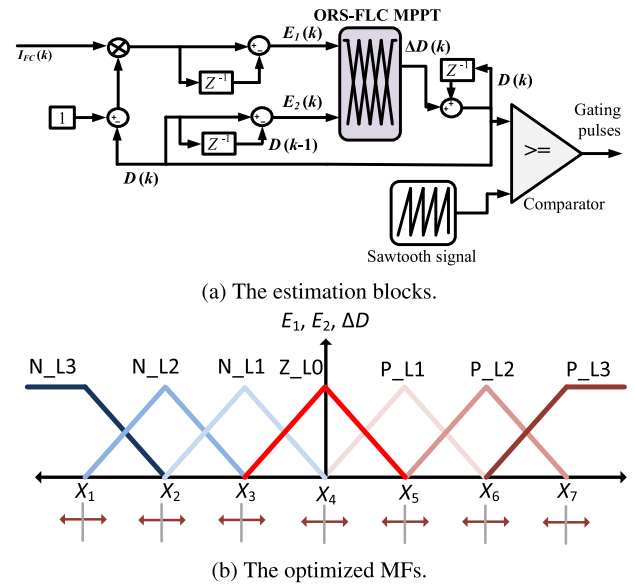 ORS-FLC MPPT
I_FC(k)
E_1(k)
ΔD(k)
Z^-1
Z^-1
D(k)
E_2(k)
1
Z^-1
D(k-1)
D(k)
Gating
pulses
>=
Comparator
Sawtooth signal
(a) The estimation blocks.
E_1, E_2, ΔD
N_L3 N_L2 N_L1 Z_L0 P_L1 P_L2 P_L3
X_1 X_2 X_3 X_4 X_5 X_6 X_7
(b) The optimized MFs.